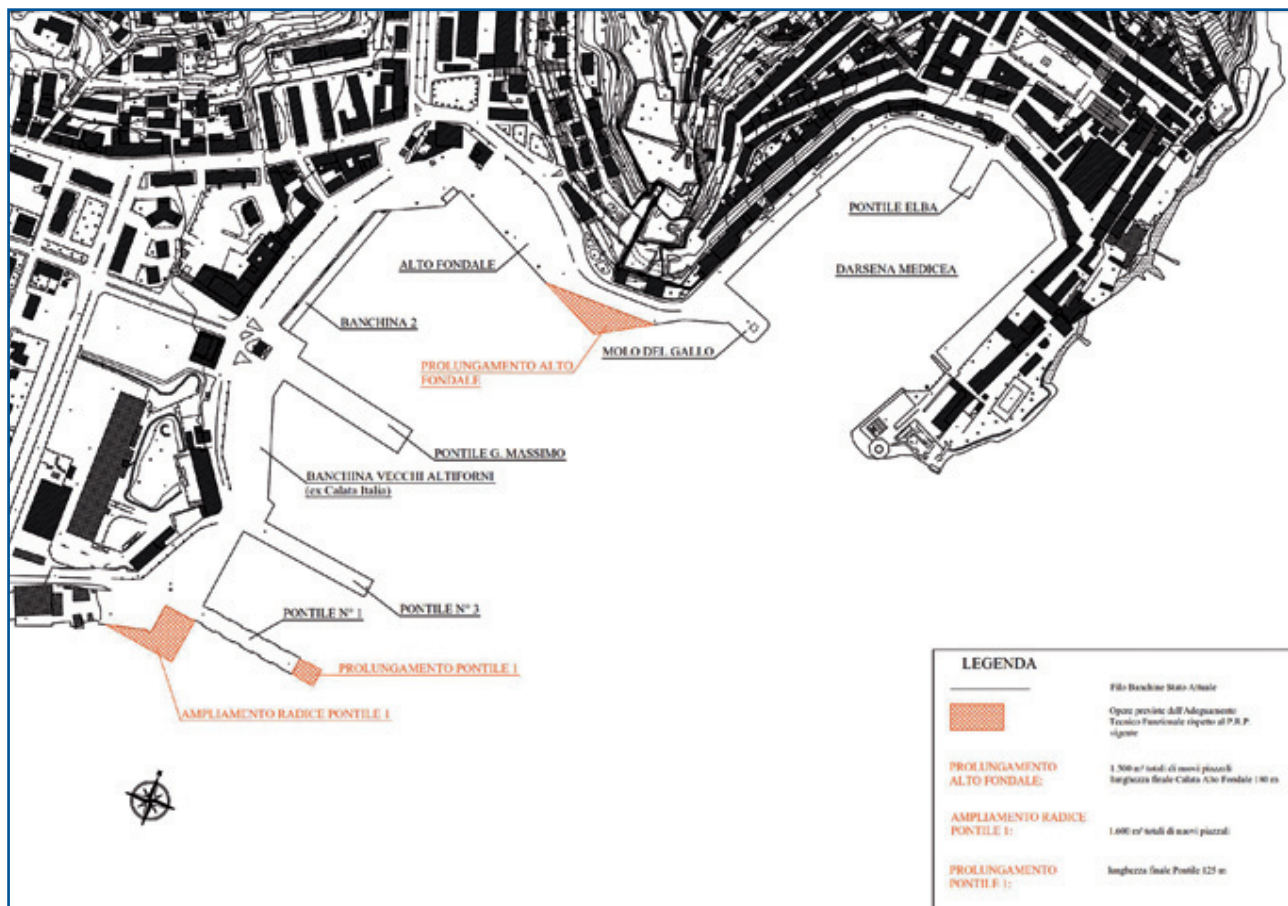 PONTILE ELBA
ALTO FONDALE
DARSENA MEDICEA
BANCHINA 2
MOLO DEL GALLO
PROLUNGAMENTO ALTO
FONDALE
PONTILE G. MASSIMO
BANCHINA VECCHI ALTIFORNI
(ex Calata Italia)
PONTILE N° 3
PONTILE N° 1
PROLUNGAMENTO PONTILE 1
AMPLIAMENTO RADICE PONTILE 1
LEGENDA
Filo Banchine Stato Attuale
Opere previste dall'Adeguamento
Tecnico Funzionale rispetto al P.R.P.
vigente
PROLUNGAMENTO
ALTO FONDALE:
1.500 m² totali di nuovi piazzali
lunghezza finale Calata Alto Fondale m
AMPLIAMENTO RADICE
PONTILE 1:
1.600 m² totali di nuovi piazzali
PROLUNGAMENTO
PONTILE 1:
lunghezza finale Pontile 125 m